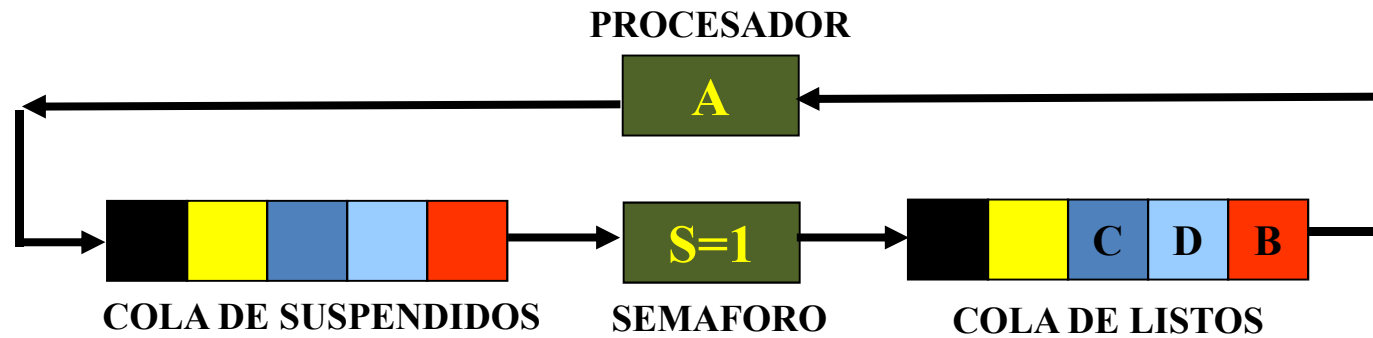 PROCESADOR
A
S=1
C D B
COLA DE SUSPENDIDOS
SEMAFORO
COLA DE LISTOS